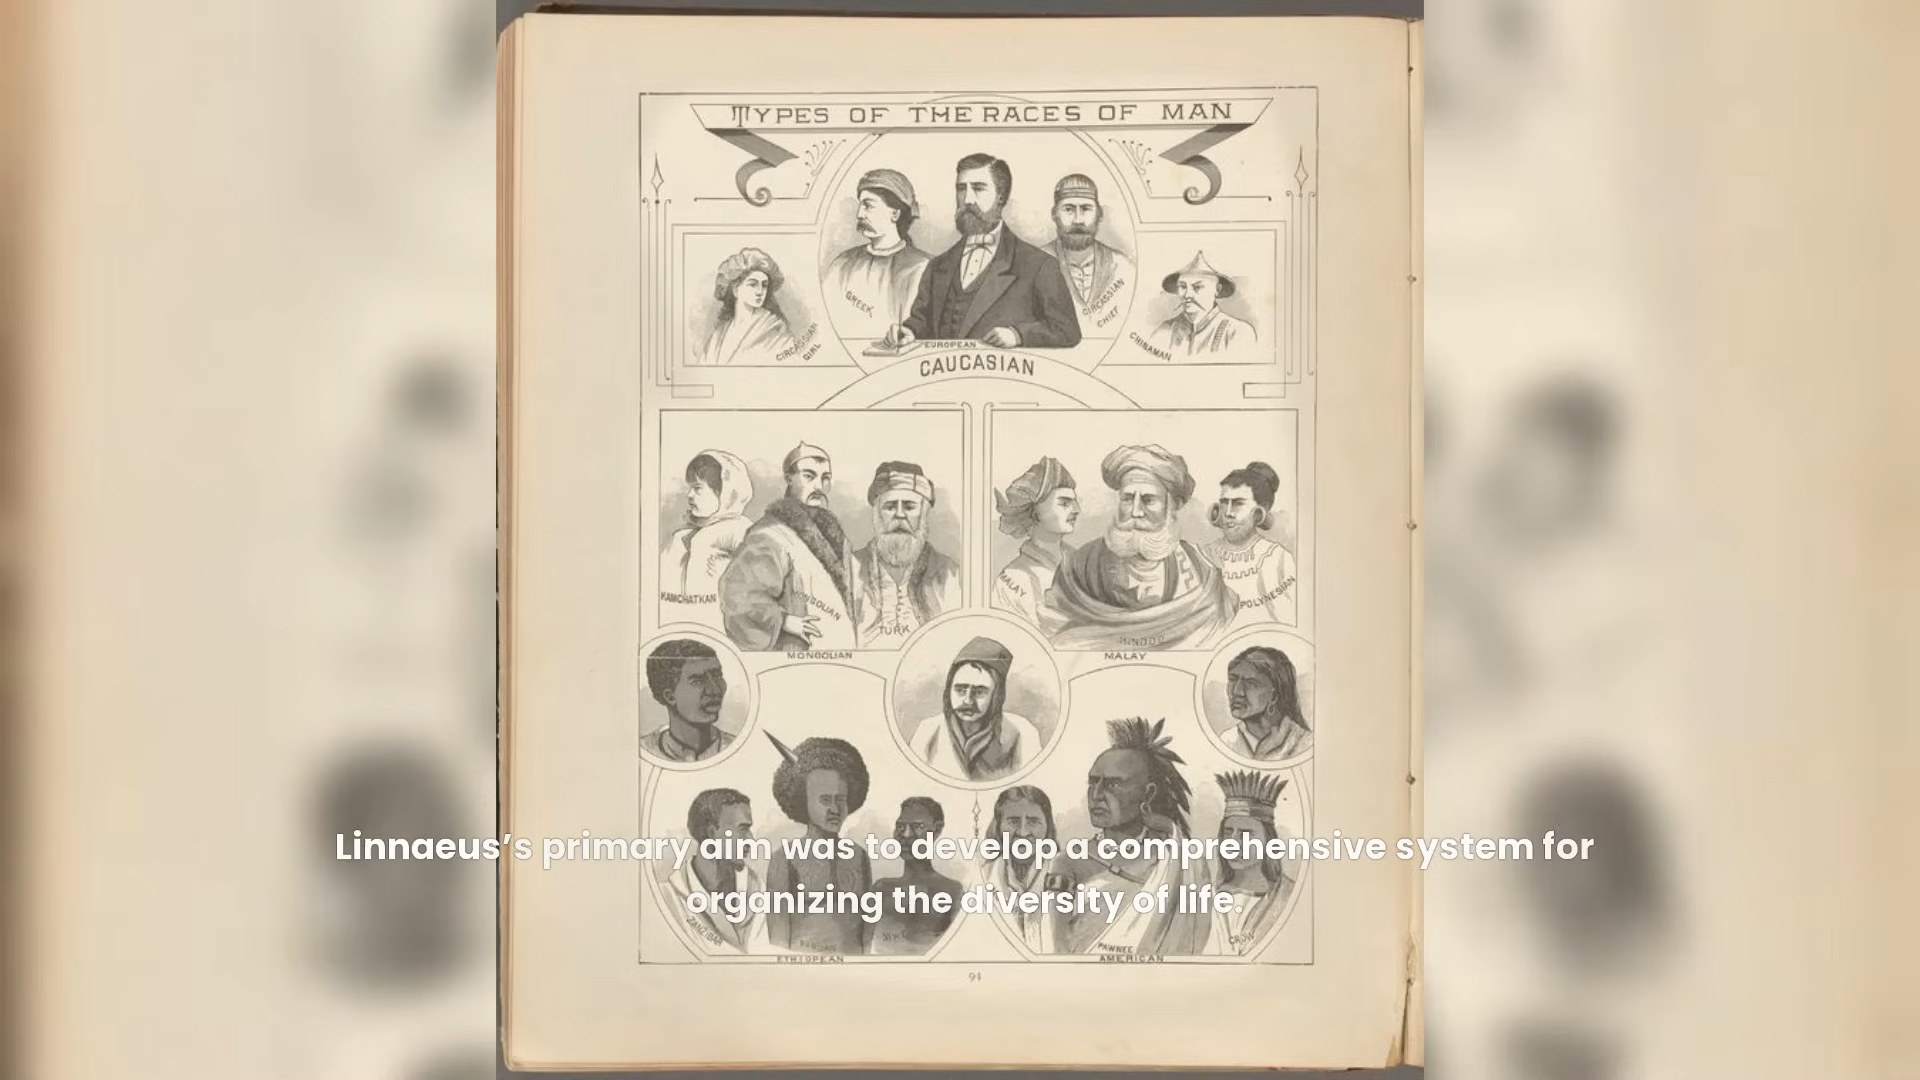 TYPES OF THE RACES OF MAN
GREEK
CIRCASSIAN
CHIEF
CIRCASSIAN
GIRL
CHINAMAN
EUROPEAN
CAUCASIAN
KAMCHATKAN
MONGOLIAN
TURK
MALAY
HINDOO
POLYNESIAN
MONGOLIAN
MALAY
Linnaeus’s primary aim was to develop a comprehensive system for
organizing the diversity of life.
ZANZIBAR
PAWNEE
CROW
ETHIOPEAN
AMERICAN